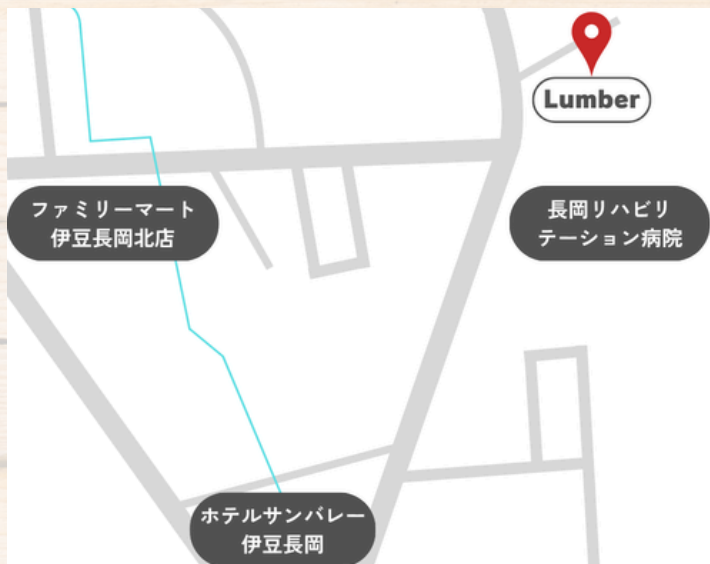 Lumber
ファミリーマート
伊豆長岡北店
長岡リハビリ
テーション病院
ホテルサンバレー
伊豆長岡